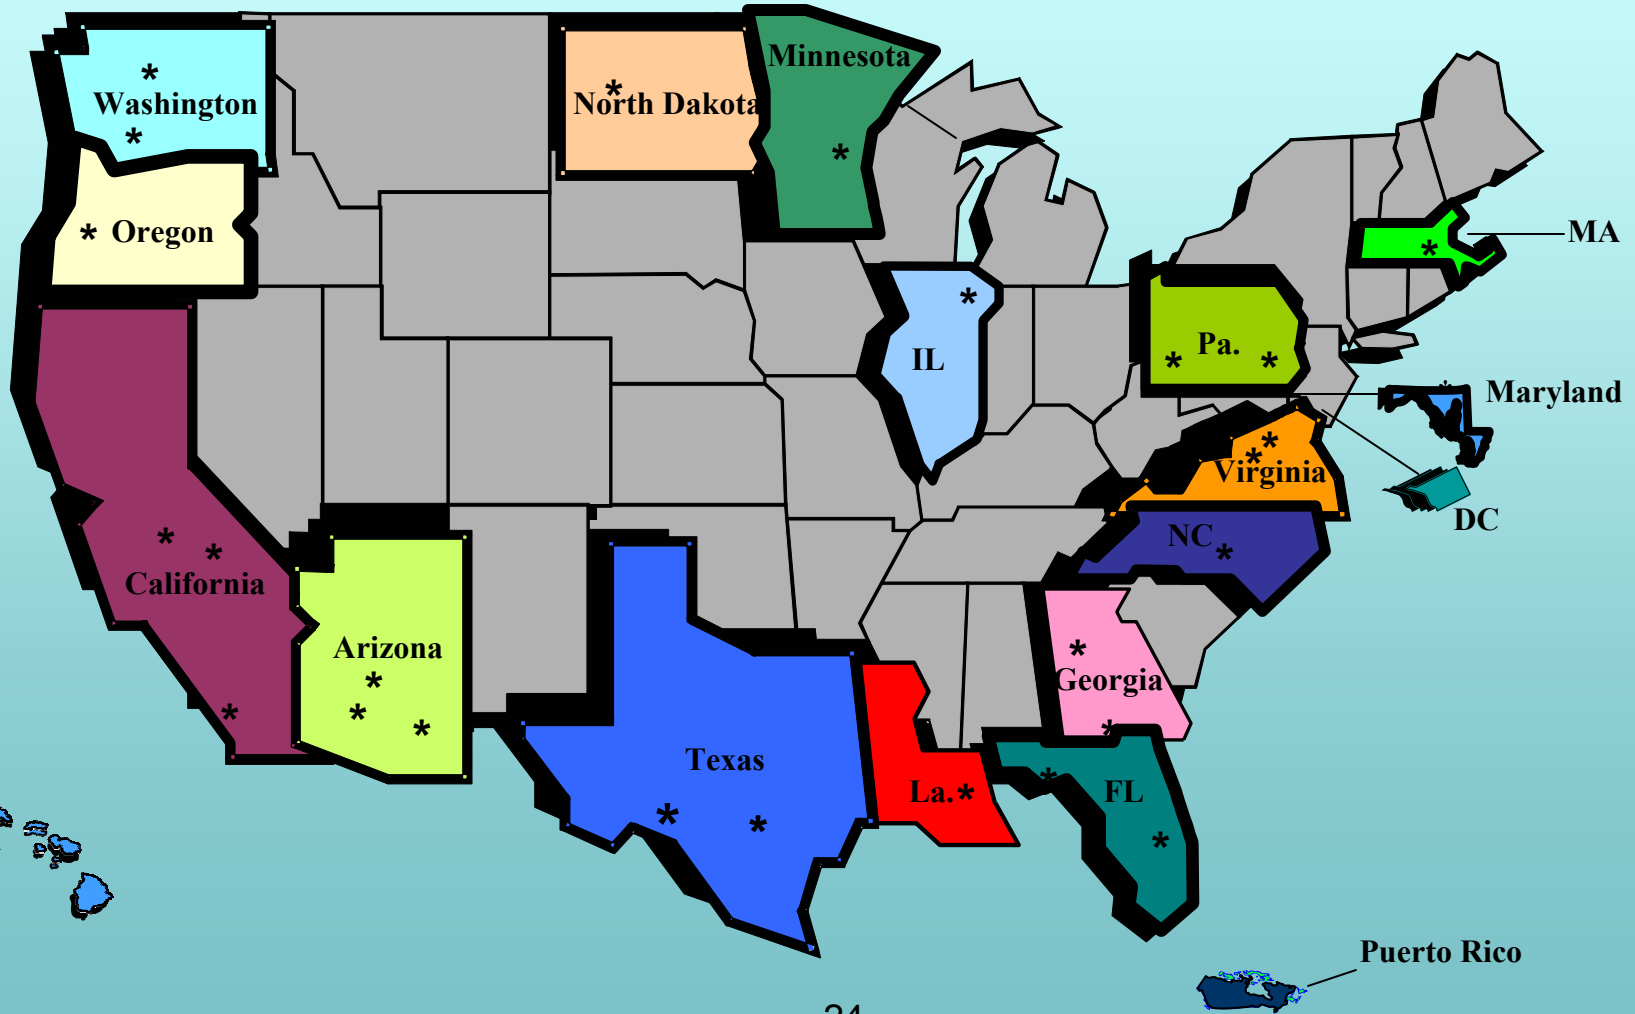 Minnesota
Washington
North Dakota
Oregon
MA
Pa.
IL
Maryland
Virginia
DC
NC
California
Arizona
Georgia
Texas
La.
FL
Puerto Rico